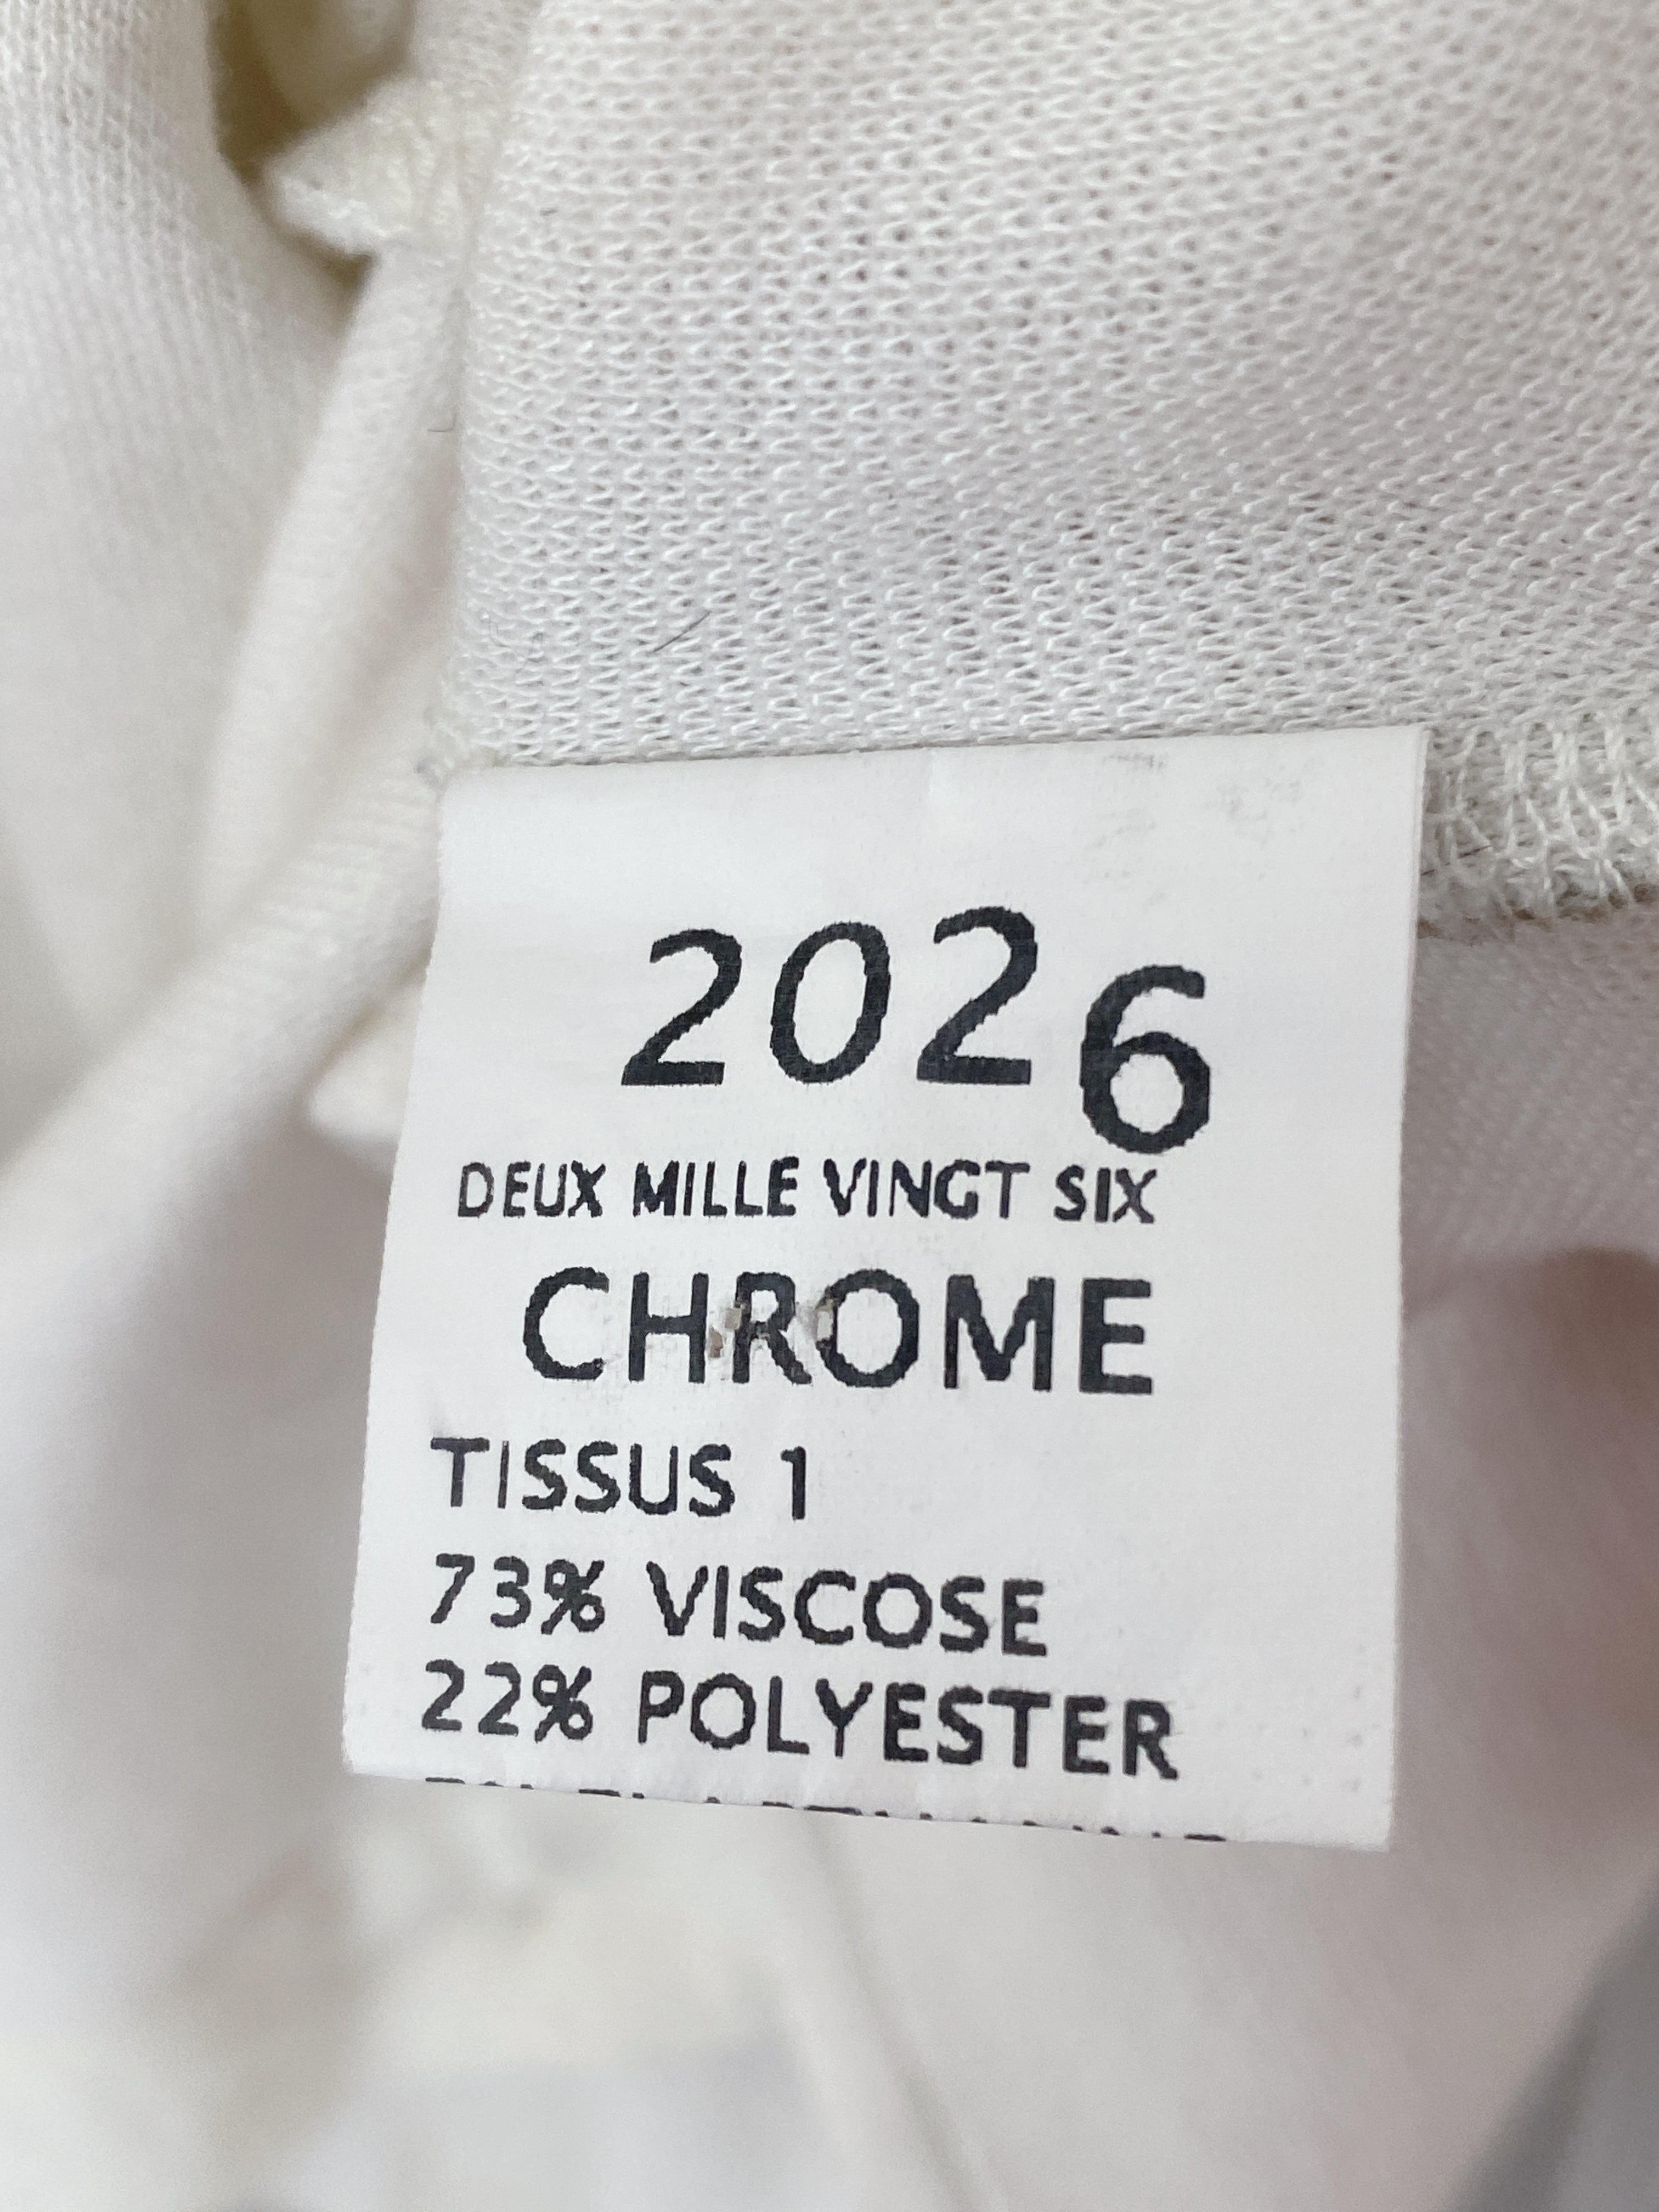 2026
DEUX MILLE VINGT SIX
CHROME
TISSUS 1
73% VISCOSE
22% POLYESTER